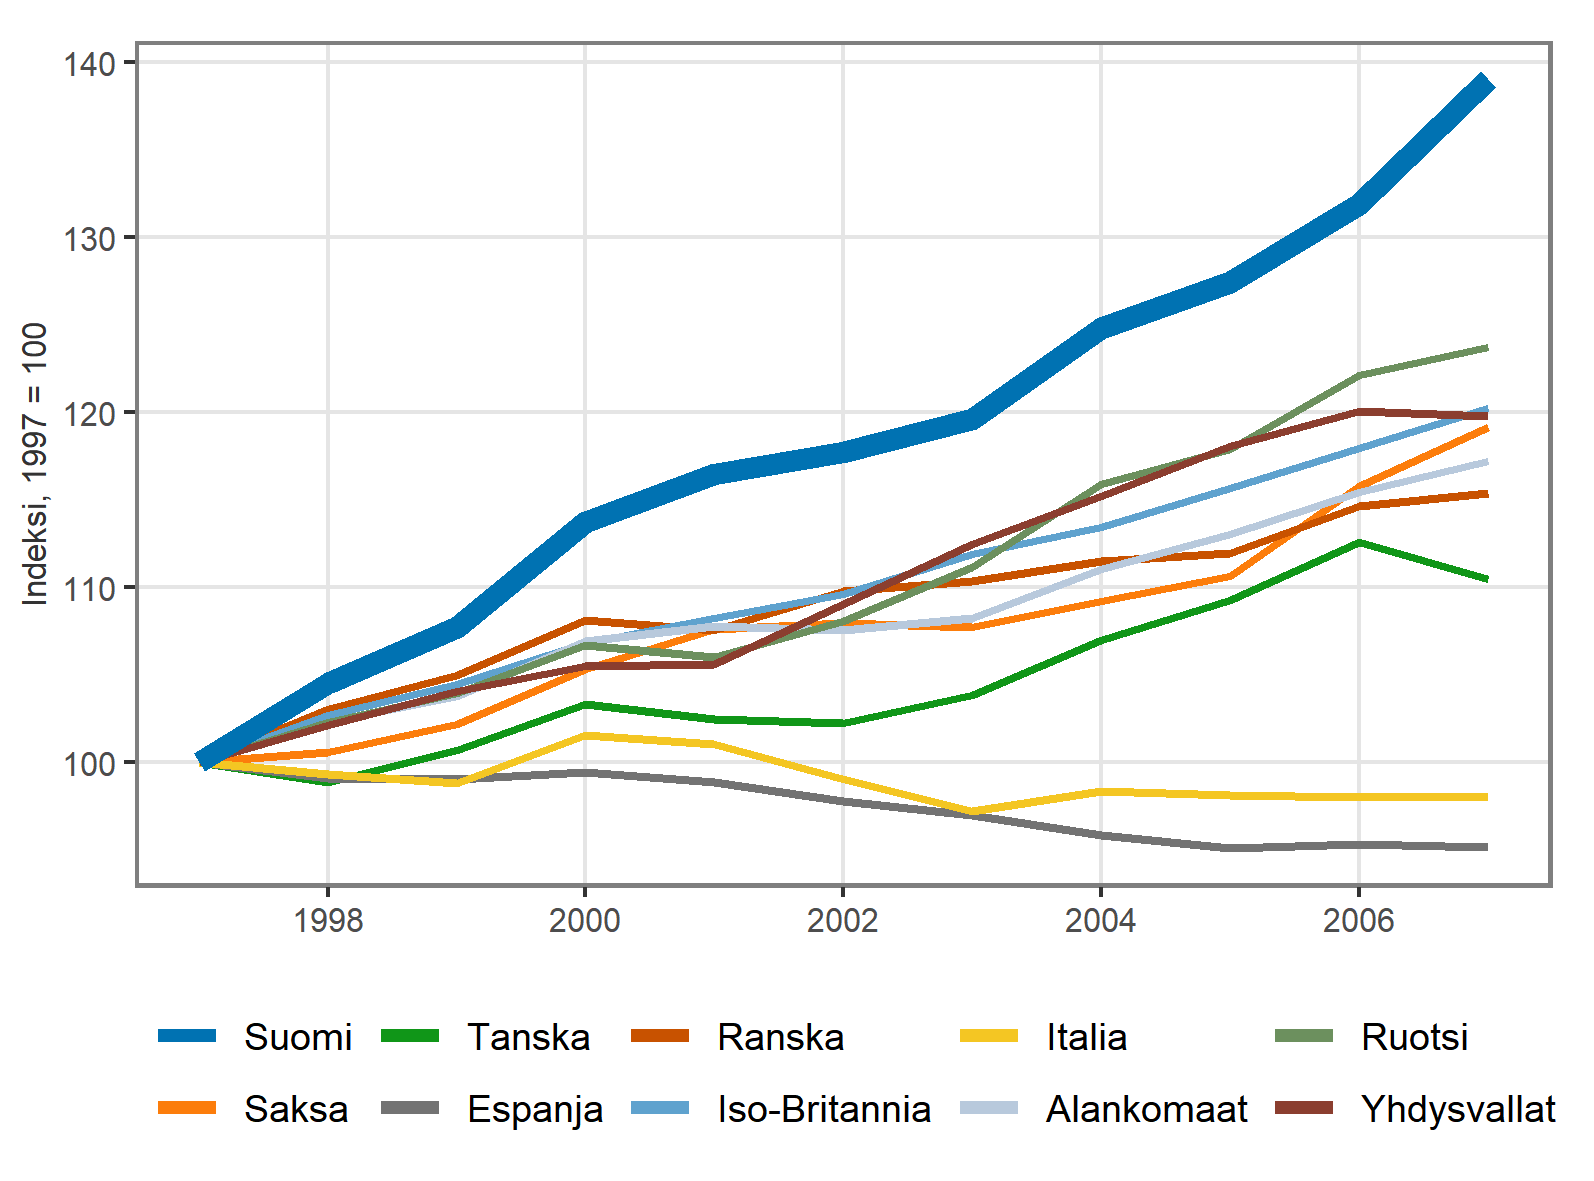 Indeksi, 1997 = 100
140
130
120
110
100
1998 2000 2002 2004 2006
Suomi Tanska Ranska Italia Ruotsi
Saksa Espanja Iso-Britannia Alankomaat Yhdysvallat